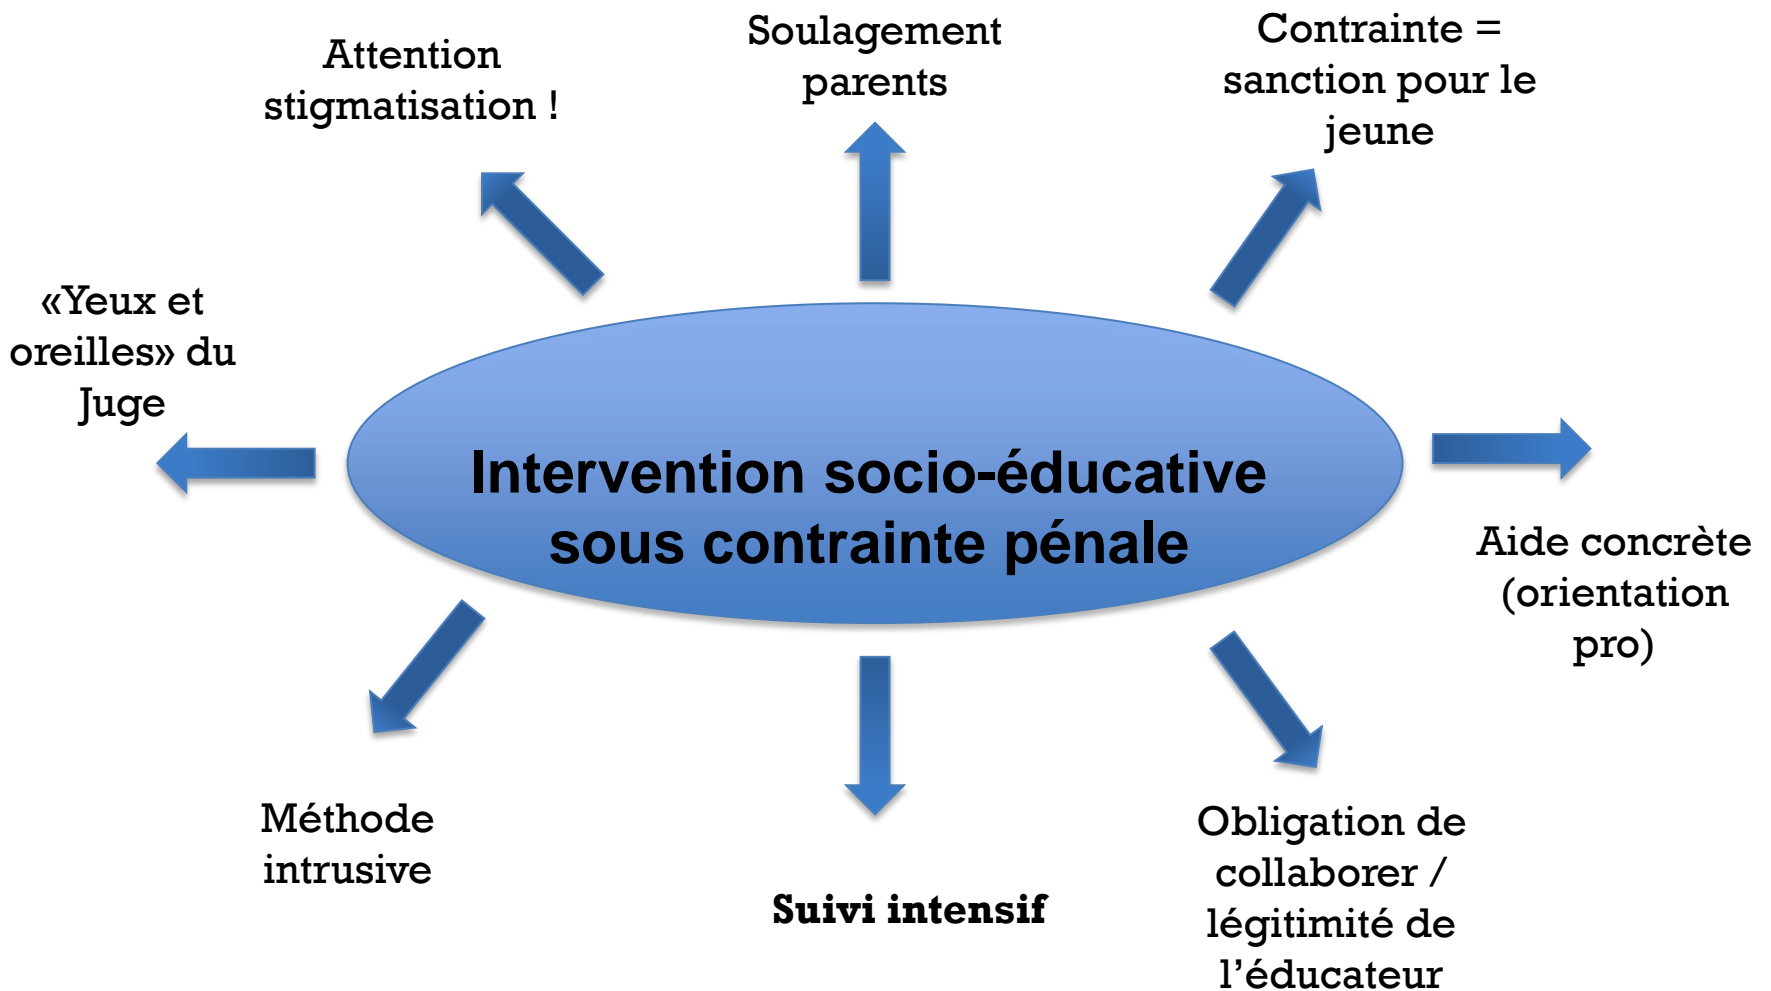 Attention
stigmatisation !
Soulagement
parents
Contrainte =
sanction pour le
jeune
«Yeux et
oreilles» du
Juge
Intervention socio-éducative
sous contrainte pénale
Aide concrète
(orientation
pro)
Méthode
intrusive
Suivi intensif
Obligation de
collaborer /
légitimité de
l’éducateur